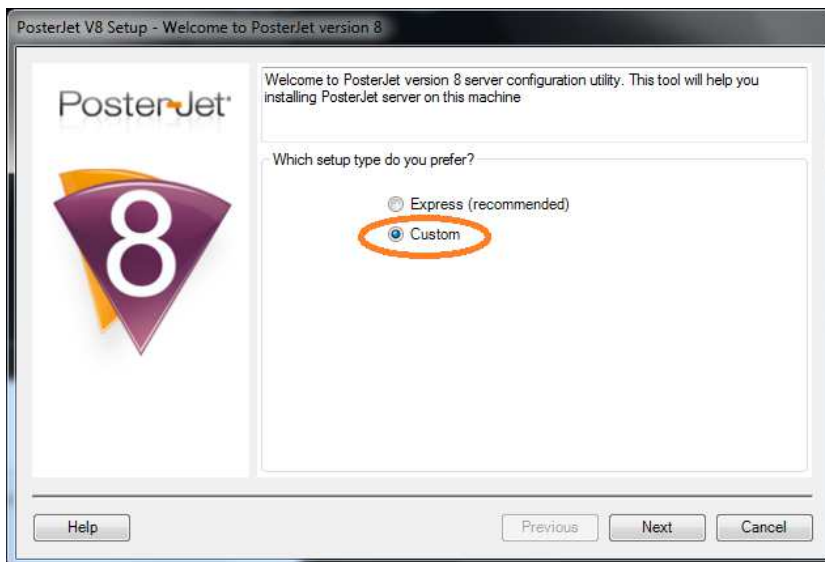 PosterJet V8 Setup - Welcome to PosterJet version 8
PosterJet
8
Welcome to PosterJet version 8 server configuration utility. This tool will help you
installing PosterJet server on this machine
Which setup type do you prefer?
Express (recommended)
Custom
Help
Previous
Next
Cancel